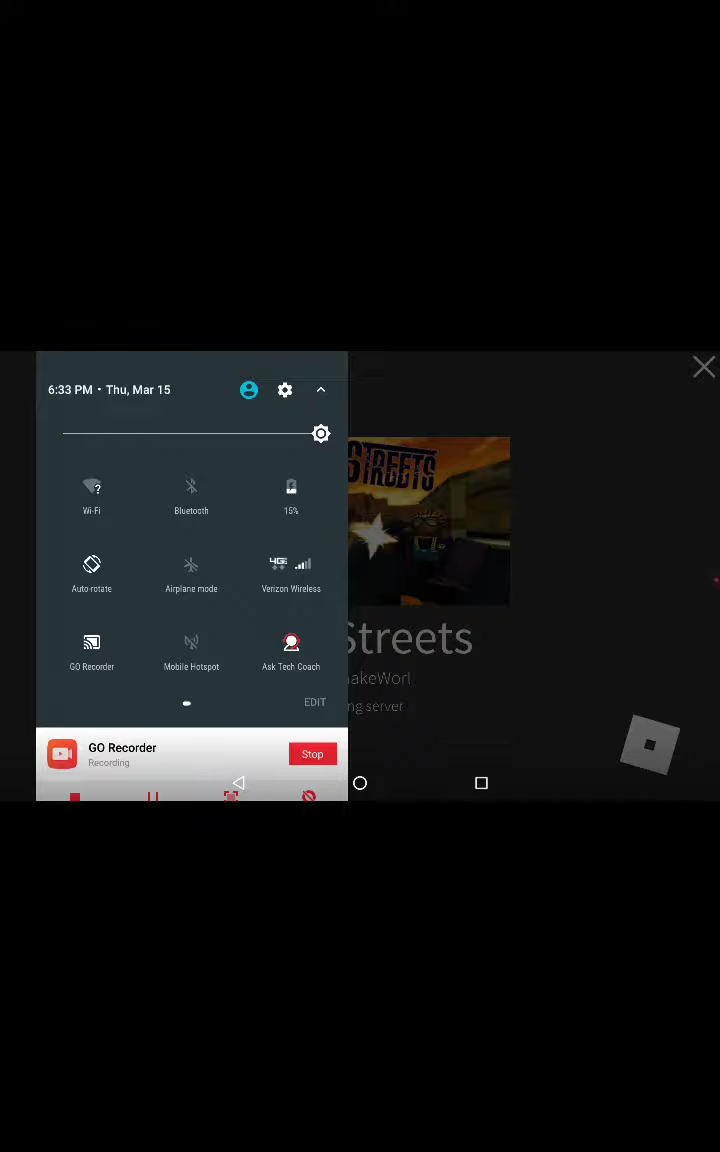 6:33 PM • Thu, Mar 15
?
Wi-Fi
Bluetooth
15%
Auto rotate
Airplane mode
4G
Verizon Wireless
GO Recorder
Mobile Hotspot
Ask Tech Coach
EDIT
GO Recorder
Recording
Stop
STREETS
Streets
akeWorl
ng server